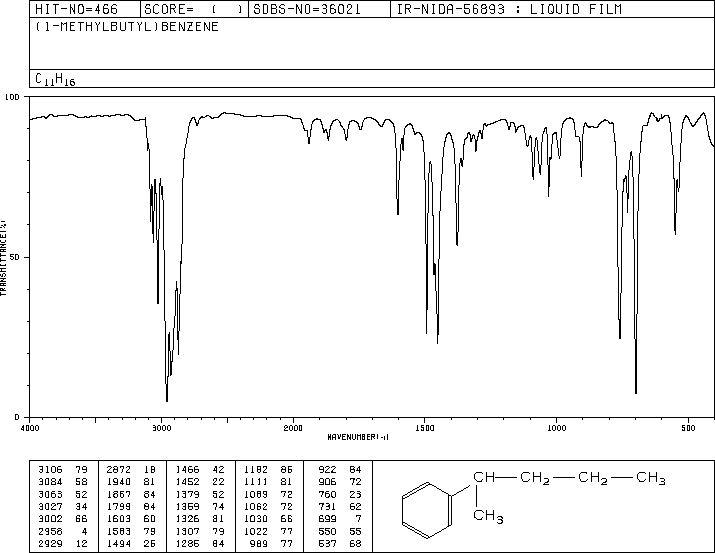 HIT-NO=466 SCORE= ( ) SDBS-NO=36021 IR-NIDA-56893 : LIQUID FILM
(1-METHYLBUTYL)BENZENE
C11H16
100
50
0
TRANSMITTANCE(%)
4000 3000 2000 1500 1000 500
WAVENUMBER(-1)
3106 79 2872 18 1466 42 1182 86 922 84
3084 58 1940 81 1452 22 1111 81 906 72
3063 52 1867 84 1379 52 1089 72 760 23
3027 34 1799 84 1359 74 1062 72 731 62
3002 66 1603 60 1326 81 1030 66 699 7
2958 4 1583 79 1307 79 1022 77 550 55
2929 12 1494 25 1285 84 989 77 537 68
CH CH2 CH2 CH3
CH3